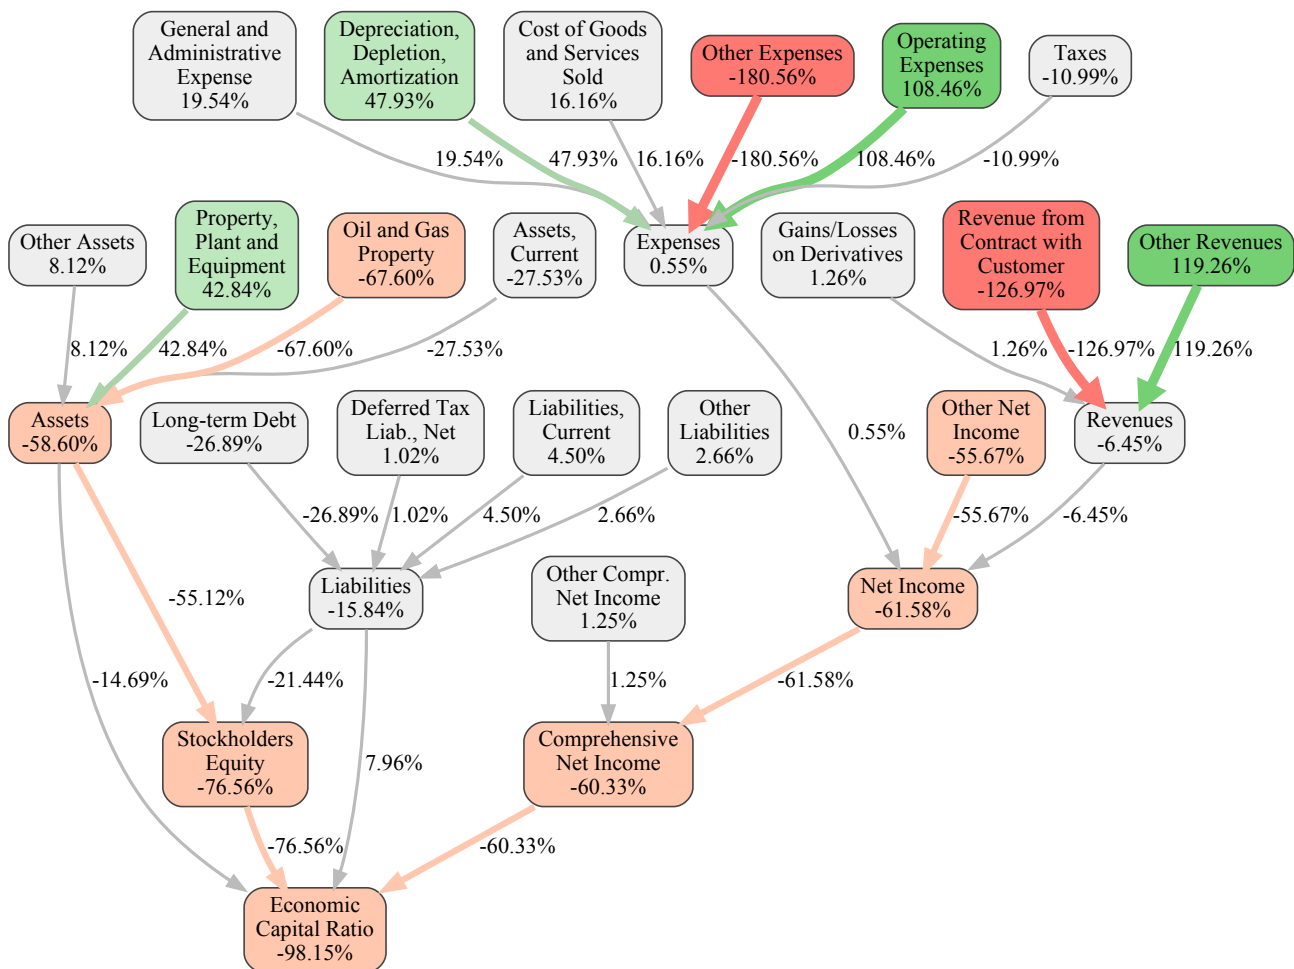 General and
Administrative
Expense
19.54%
Depreciation,
Depletion,
Amortization
47.93%
Cost of Goods
and Services
Sold
16.16%
Other Expenses
-180.56%
Operating
Expenses
108.46%
Taxes
-10.99%
19.54%
47.93%
16.16%
-180.56%
108.46%
-10.99%
Other Assets
8.12%
Property,
Plant and
Equipment
42.84%
Oil and Gas
Property
-67.60%
Assets,
Current
-27.53%
Expenses
0.55%
Gains/Losses
on Derivatives
1.26%
Revenue from
Contract with
Customer
-126.97%
Other Revenues
119.26%
8.12%
42.84%
-67.60%
-27.53%
1.26%
-126.97%
119.26%
Assets
-58.60%
Long-term Debt
-26.89%
Deferred Tax
Liab., Net
1.02%
Liabilities,
Current
4.50%
Other
Liabilities
2.66%
0.55%
Other Net
Income
-55.67%
Revenues
-6.45%
-26.89%
1.02%
4.50%
2.66%
-55.67%
-6.45%
Liabilities
-15.84%
Other Compr.
Net Income
1.25%
Net Income
-61.58%
-55.12%
-14.69%
-21.44%
1.25%
-61.58%
Stockholders
Equity
-76.56%
7.96%
Comprehensive
Net Income
-60.33%
-76.56%
-60.33%
Economic
Capital Ratio
-98.15%